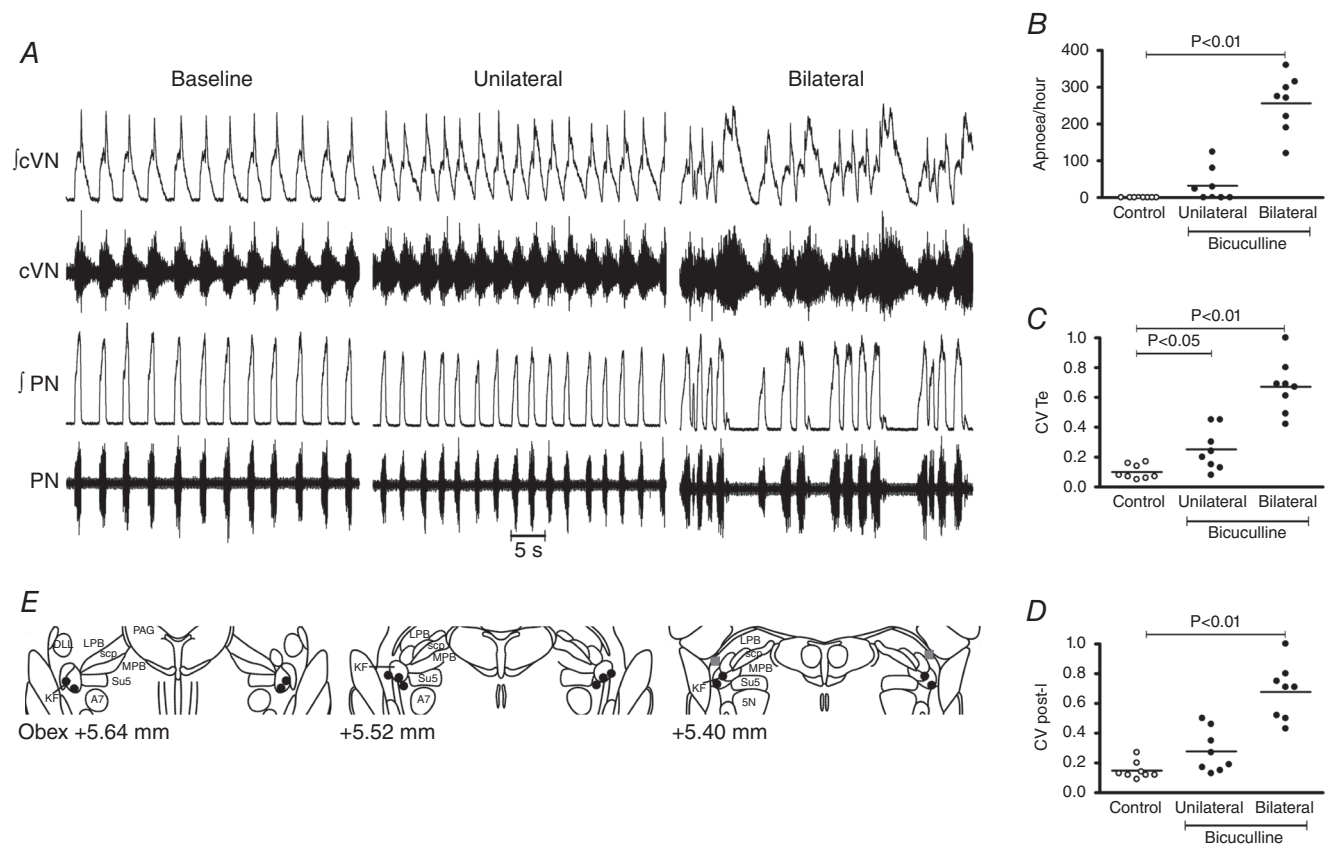 A
Baseline
Unilateral
Bilateral
∫cVN
cVN
∫ PN
PN
5 s
B
P<0.01
400
300
200
100
0
Apnoea/hour
Control
Unilateral
Bilateral
Bicuculline
C
P<0.01
P<0.05
1.0
0.8
0.6
0.4
0.2
0.0
CV Te
Control
Unilateral
Bilateral
Bicuculline
D
P<0.01
1.0
0.8
0.6
0.4
0.2
0.0
CV post-I
Control
Unilateral
Bilateral
Bicuculline
E
DLL
LPB
PAG
scp
MPB
Su5
KF
A7
Obex +5.64 mm
LPB
scp
MPB
KF
Su5
A7
+5.52 mm
LPB
scp
MPB
KF
Su5
5N
+5.40 mm